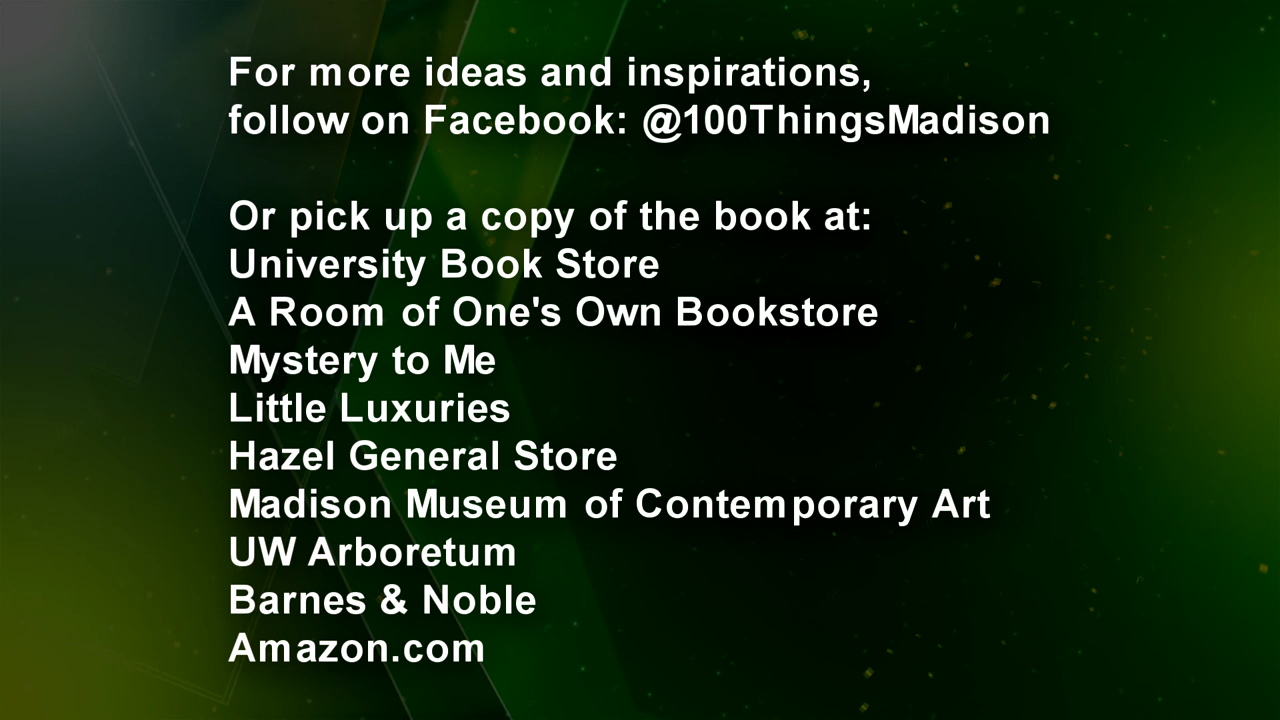 For more ideas and inspirations,
follow on Facebook: @100ThingsMadison
Or pick up a copy of the book at:
University Book Store
A Room of One's Own Bookstore
Mystery to Me
Little Luxuries
Hazel General Store
Madison Museum of Contemporary Art
UW Arboretum
Barnes & Noble
Amazon.com